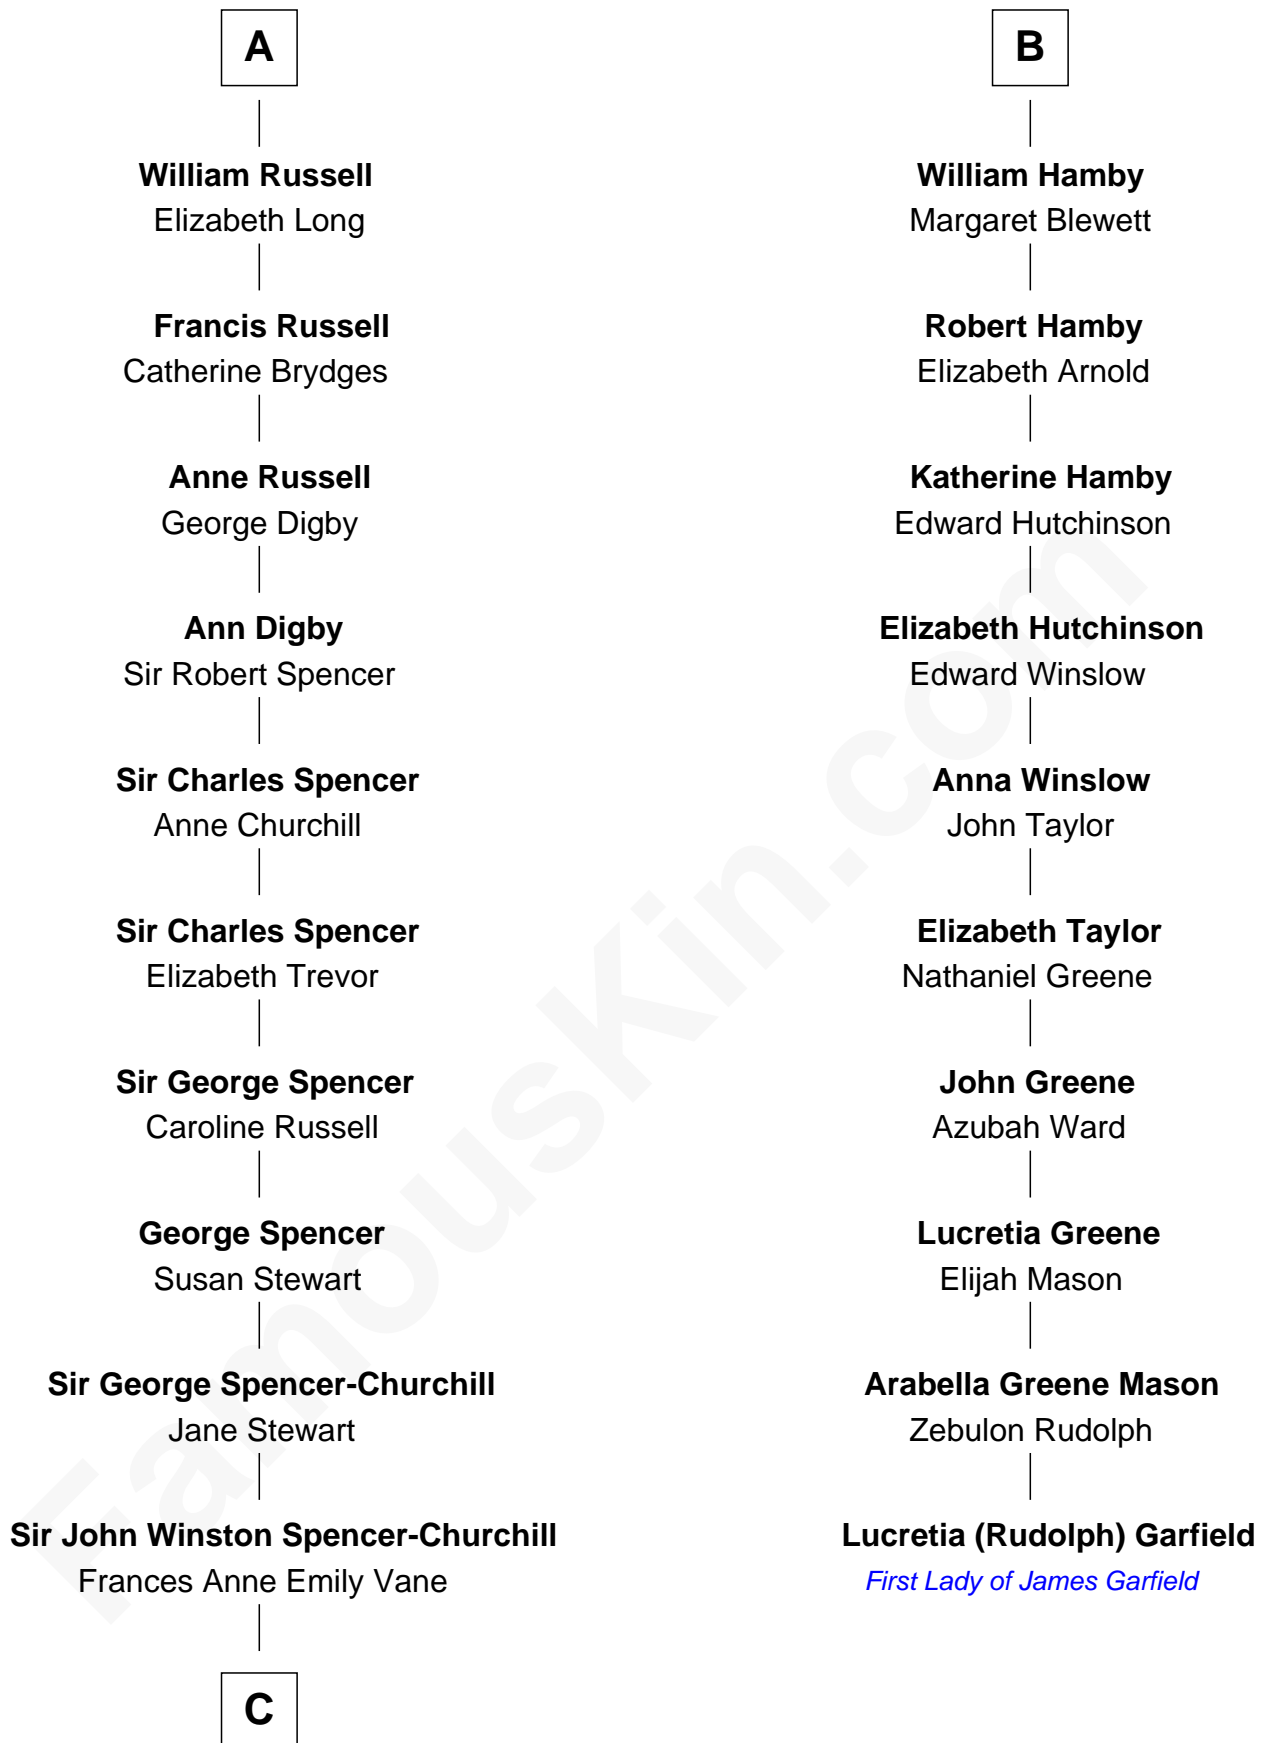 A
William Russell
Elizabeth Long
Francis Russell
Catherine Brydges
Anne Russell
George Digby
Ann Digby
Sir Robert Spencer
Sir Charles Spencer
Anne Churchill
Sir Charles Spencer
Elizabeth Trevor
Sir George Spencer
Caroline Russell
George Spencer
Susan Stewart
Sir George Spencer-Churchill
Jane Stewart
Sir John Winston Spencer-Churchill
Frances Anne Emily Vane
C
B
William Hamby
Margaret Blewett
Robert Hamby
Elizabeth Arnold
Katherine Hamby
Edward Hutchinson
Elizabeth Hutchinson
Edward Winslow
Anna Winslow
John Taylor
Elizabeth Taylor
Nathaniel Greene
John Greene
Azubah Ward
Lucretia Greene
Elijah Mason
Arabella Greene Mason
Zebulon Rudolph
Lucretia (Rudolph) Garfield
First Lady of James Garfield
FamousKin.com